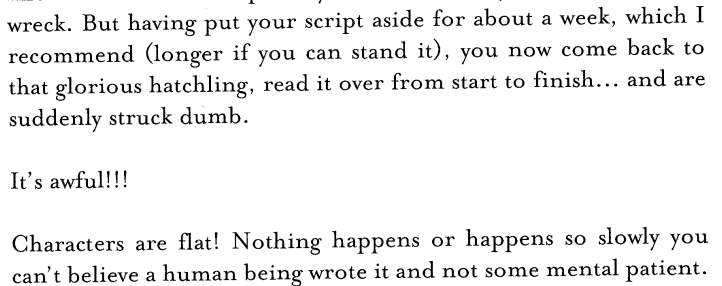 wreck. But having put your script aside for about a week, which I
recommend (longer if you can stand it), you now come back to
that glorious hatchling, read it over from start to finish... and are
suddenly struck dumb.
It's awful!!!
Characters are flat! Nothing happens or happens so slowly you
can't believe a human being wrote it and not some mental patient.